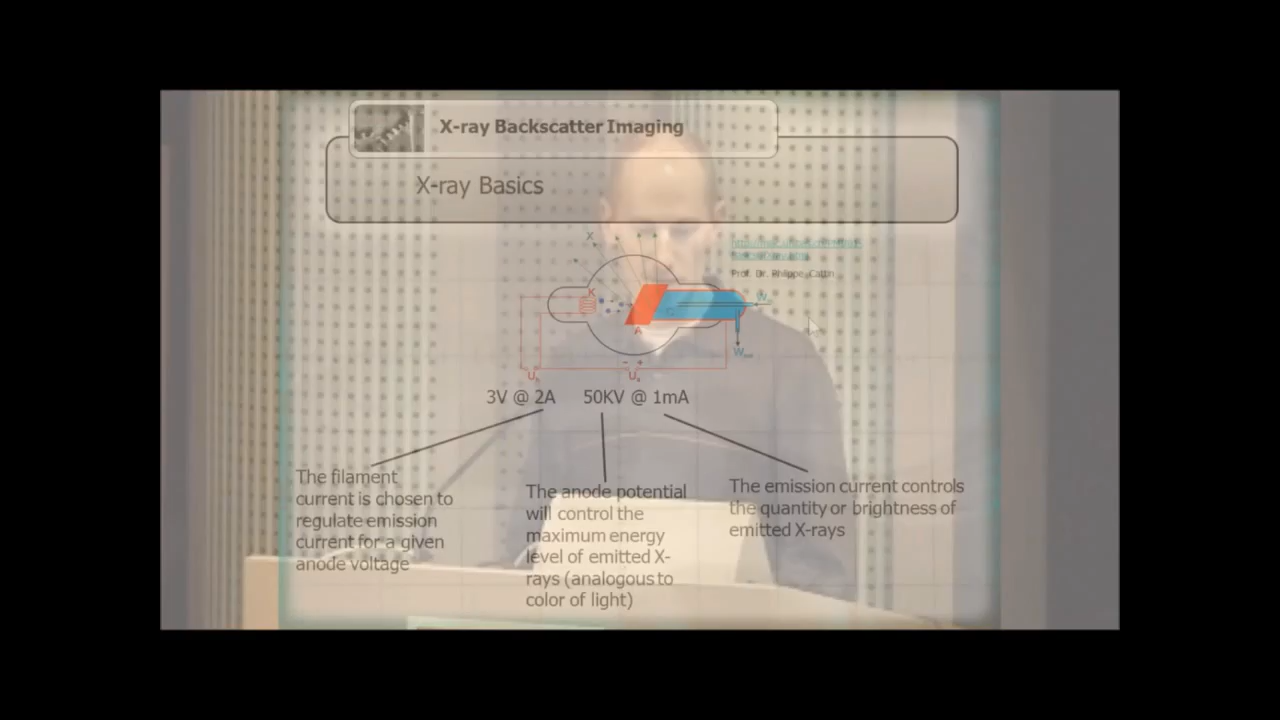 X-ray Backscatter Imaging
X-ray Basics
X
Prof. Dr. Philippe Cattin
K
W
C
A
W
- +
U
U
3V @ 2A 50KV @ 1mA
The filament
current is chosen to
regulate emission
current for a given
anode voltage
The anode potential
will control the
maximum energy
level of emitted X-
rays (analogous to
color of light)
The emission current controls
the quantity or brightness of
emitted X-rays